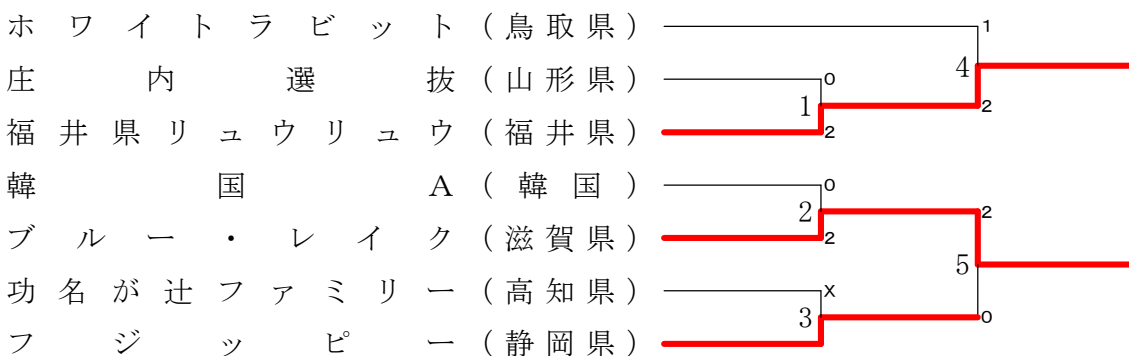 ホワイトラビット(鳥取県)
1
4
庄内選抜(山形県)
0
1
2
福井県リュウリュウ(福井県)
2
韓国A(韓国)
0
2
2
ブルー・レイク(滋賀県)
2
5
功名が辻ファミリー(高知県)
X
3
0
フジッピー(静岡県)